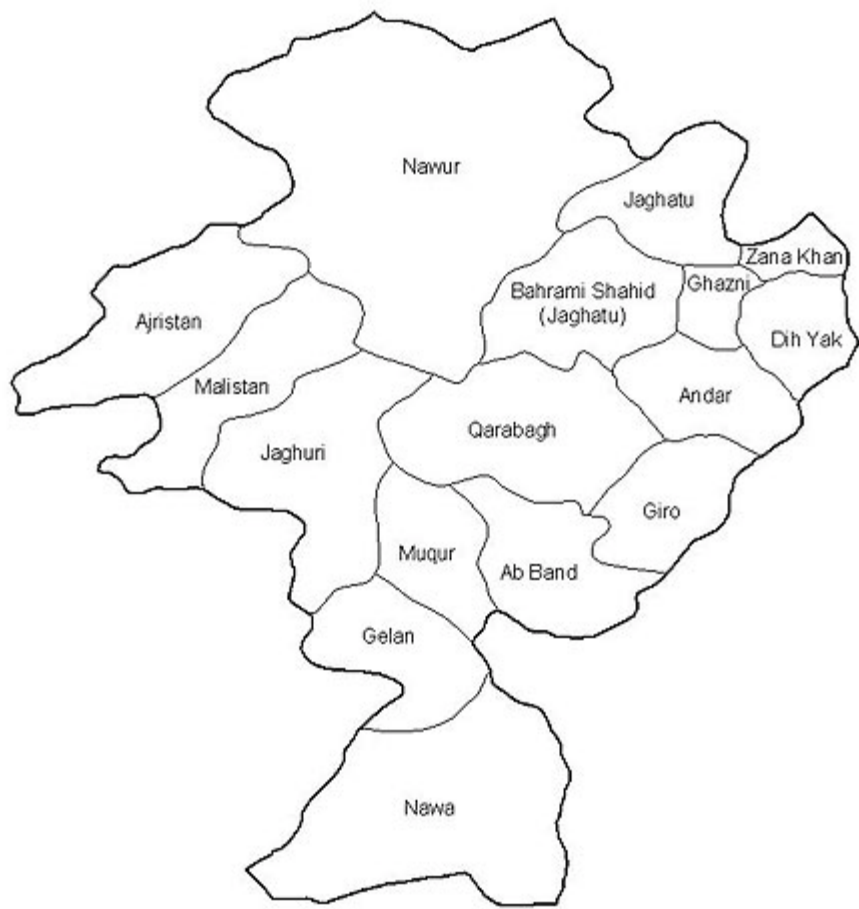 Nawur
Jaghatu
Zana Khan
Ghazni
Bahrami Shahid
(Jaghatu)
Ajristan
Dih Yak
Malistan
Andar
Qarabagh
Jaghuri
Giro
Muqur
Ab Band
Gelan
Nawa